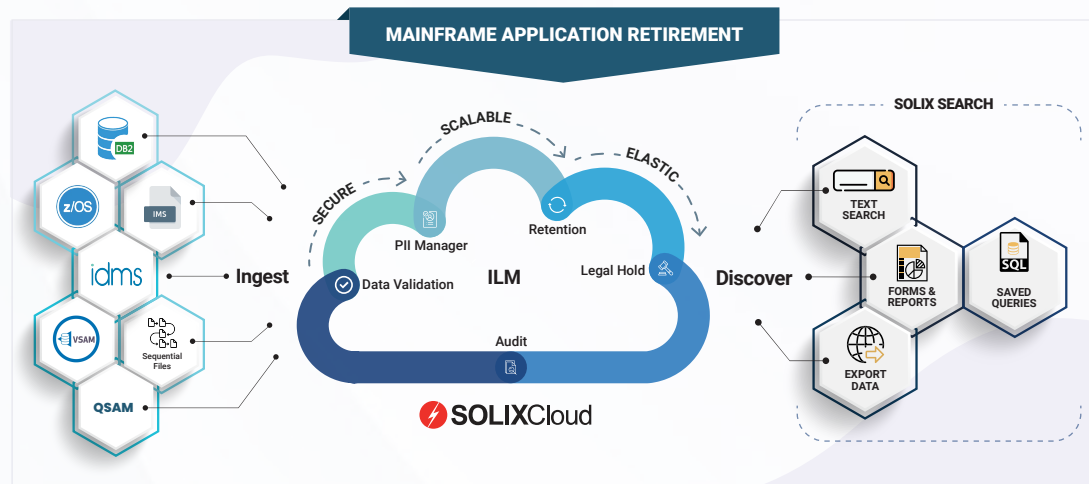 MAINFRAME APPLICATION RETIREMENT
DB2
z/OS
IMS
idms
VSAM
Sequential
Files
QSAM
Ingest
SECURE
SCALABLE
ELASTIC
PII Manager
Retention
Data Validation
ILM
Legal Hold
Audit
SOLIXCloud
Discover
SOLIX SEARCH
TEXT
SEARCH
FORMS &
REPORTS
SQL
SAVED
QUERIES
EXPORT
DATA